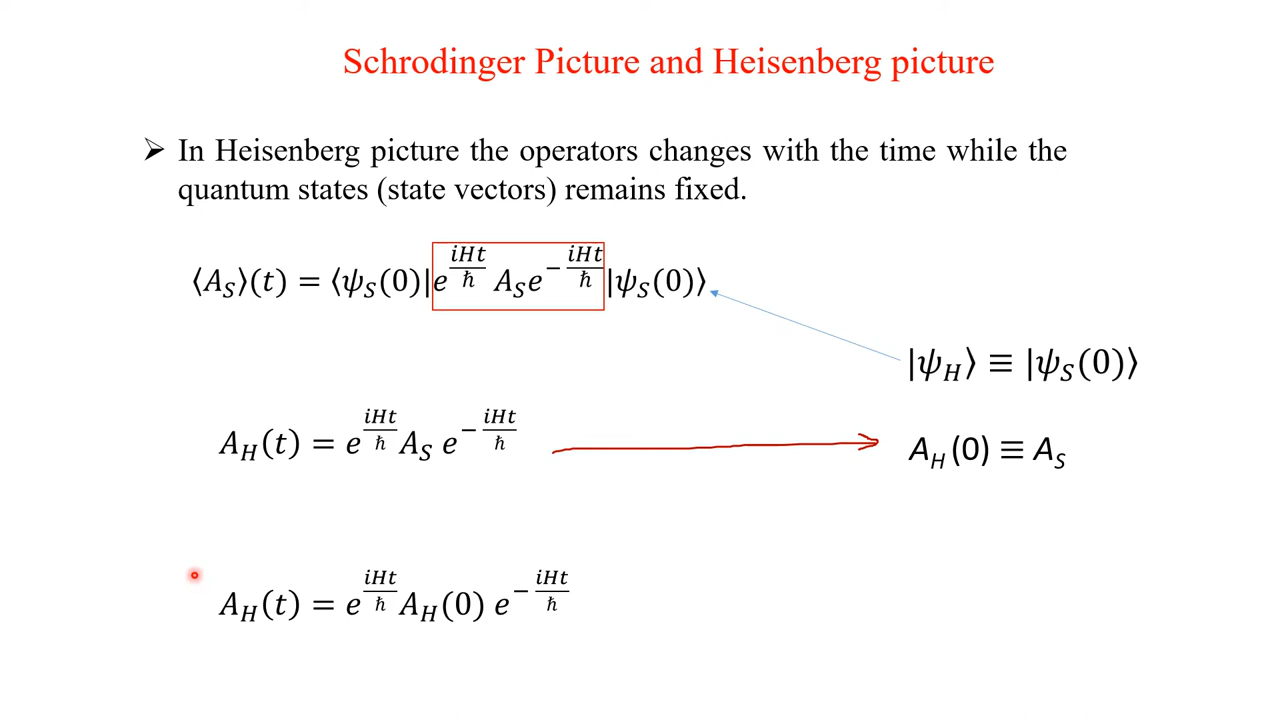 Schrodinger Picture and Heisenberg picture
➢ In Heisenberg picture the operators changes with the time while the
quantum states (state vectors) remains fixed.
⟨A_S⟩(t) = ⟨ψ_S(0)|e^{iHt/ħ} A_S e^{−iHt/ħ}|ψ_S(0)⟩
|ψ_H⟩ ≡ |ψ_S(0)⟩
A_H(t) = e^{iHt/ħ} A_S e^{−iHt/ħ}
A_H(0) ≡ A_S
A_H(t) = e^{iHt/ħ} A_H(0) e^{−iHt/ħ}